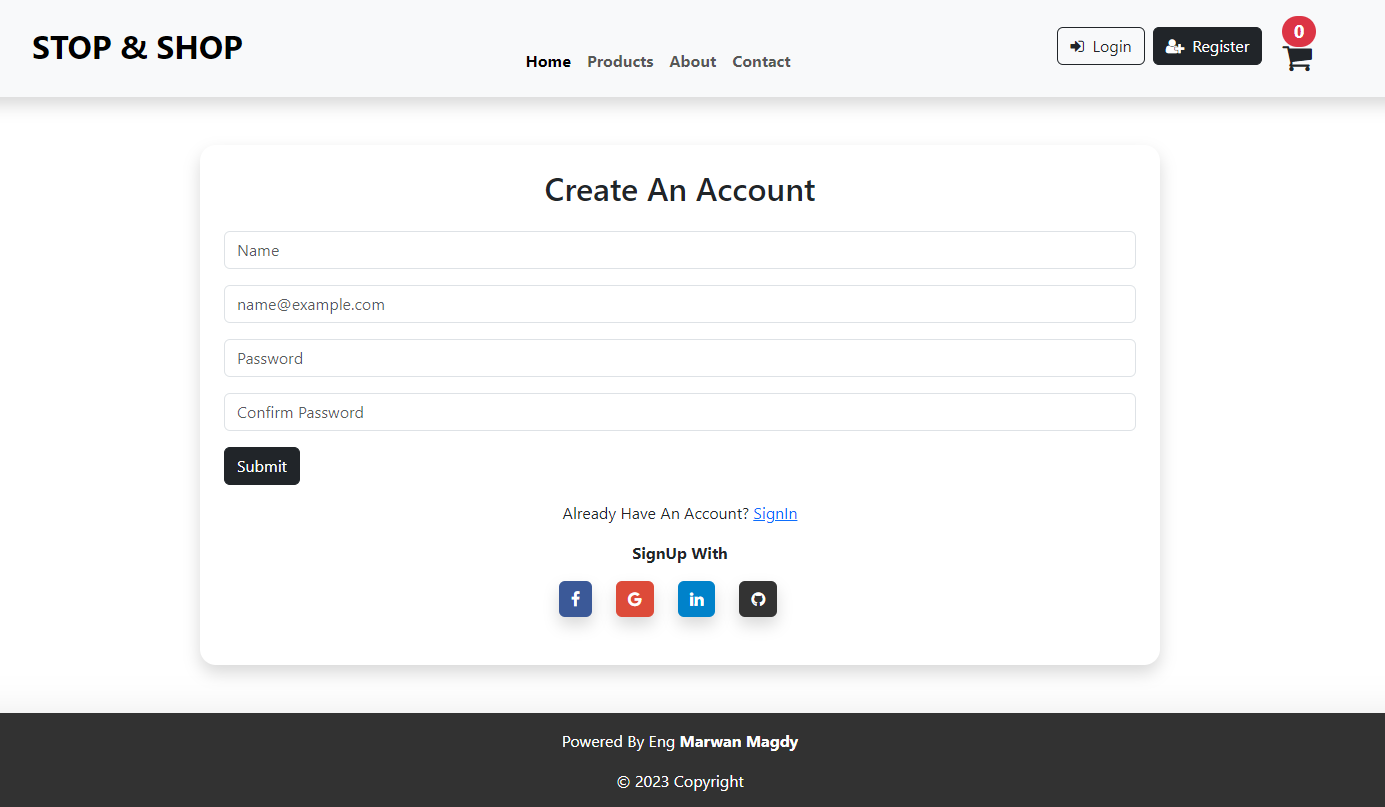 STOP & SHOP
Home Products About Contact
Login Register 0
Create An Account
Name
name@example.com
Password
Confirm Password
Submit
Already Have An Account? SignIn
SignUp With
f G in
Powered By Eng Marwan Magdy
© 2023 Copyright